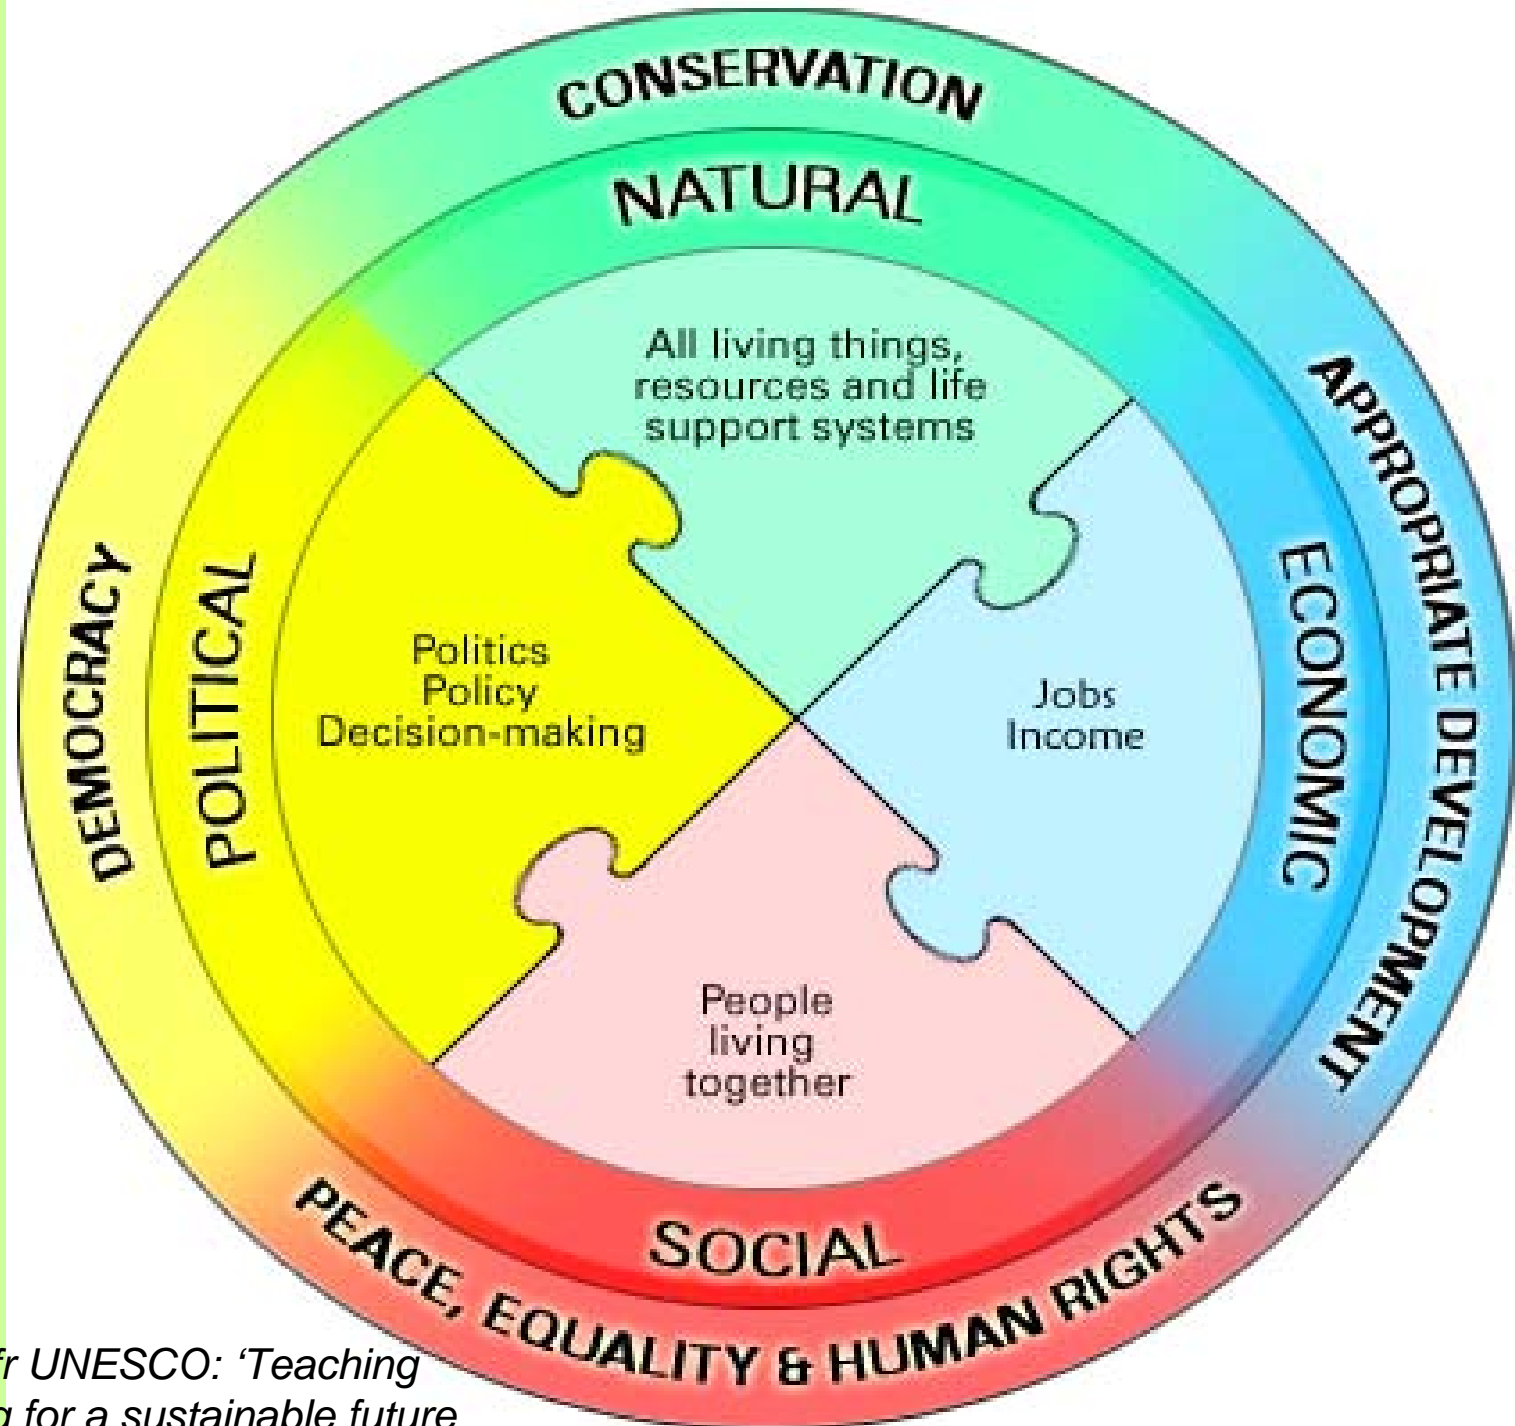 CONSERVATION
NATURAL
All living things,
resources and life
support systems
APPROPRIATE DEVELOPMENT
ECONOMIC
Jobs
Income
DEMOCRACY
POLITICAL
Politics
Policy
Decision-making
People
living
together
SOCIAL
PEACE, EQUALITY & HUMAN RIGHTS
fr UNESCO: ‘Teaching
for a sustainable future